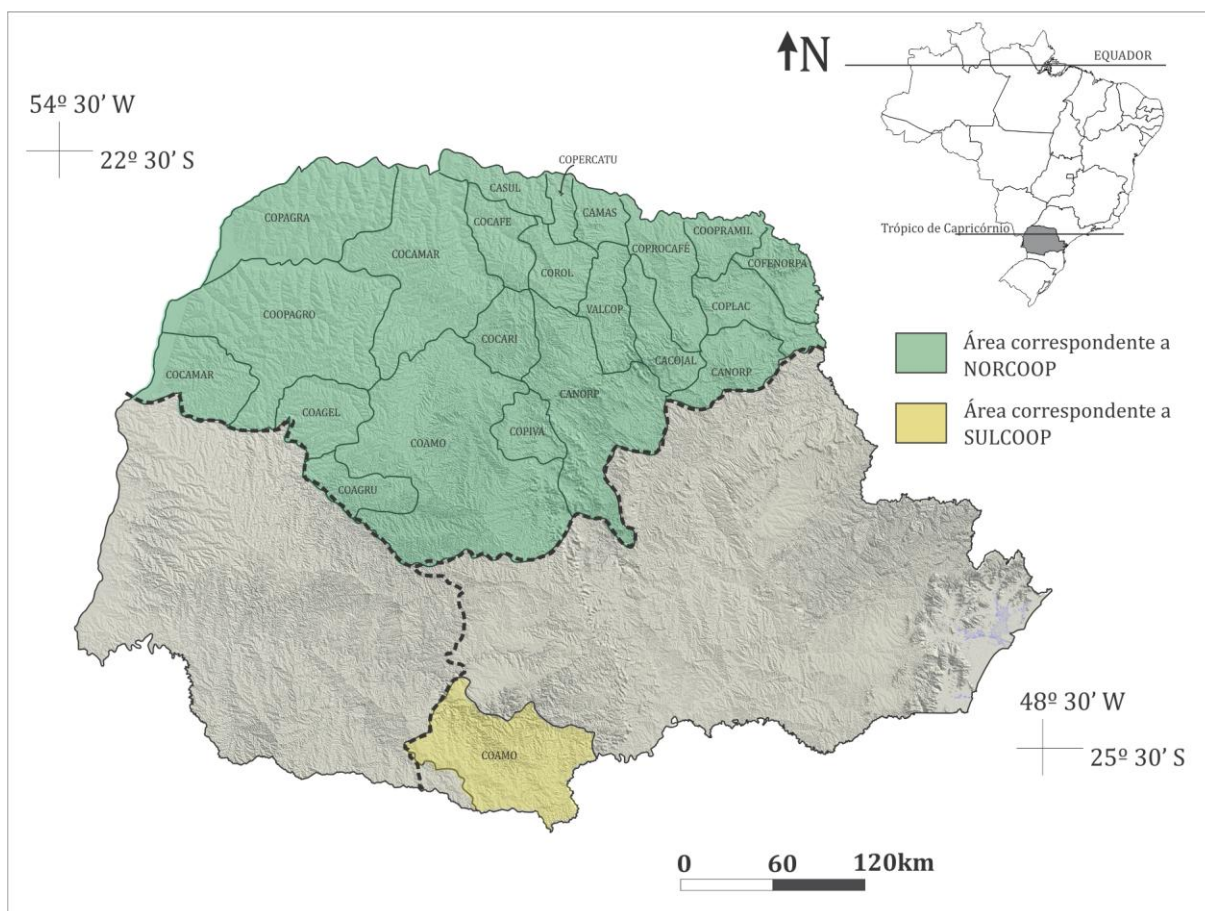 N
EQUADOR
Trópico de Capricórnio
54º 30' W
22º 30' S
COPERCATU
CASUL
COPAGRA
COCAFE
CAMAS
COOPRAMIL
COCAMAR
COPROCAFÉ
COROL
COFENORPA
COOPAGRO
VALCOP
COPLAC
COCARI
COCAMAR
CACOJAL
CANORP
CANORP
COAGEL
COPIVA
COAMO
COAGRU
Área correspondente a
NORCOOP
Área correspondente a
SULCOOP
COAMO
48º 30' W
25º 30' S
0 60 120km